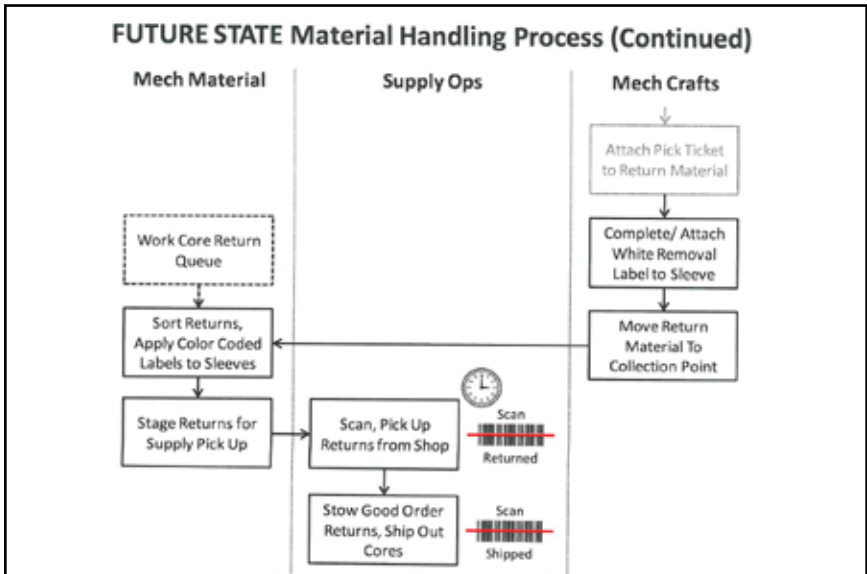 FUTURE STATE Material Handling Process (Continued)
Mech Material
Supply Ops
Mech Crafts
Attach Pick Ticket
to Return Material
Work Core Return
Queue
Complete/ Attach
White Removal
Label to Sleeve
Sort Returns,
Apply Color Coded
Labels to Sleeves
Move Return
Material To
Collection Point
Stage Returns for
Supply Pick Up
Scan, Pick Up
Returns from Shop
Scan
Returned
Stow Good Order
Returns, Ship Out
Cores
Scan
Shipped